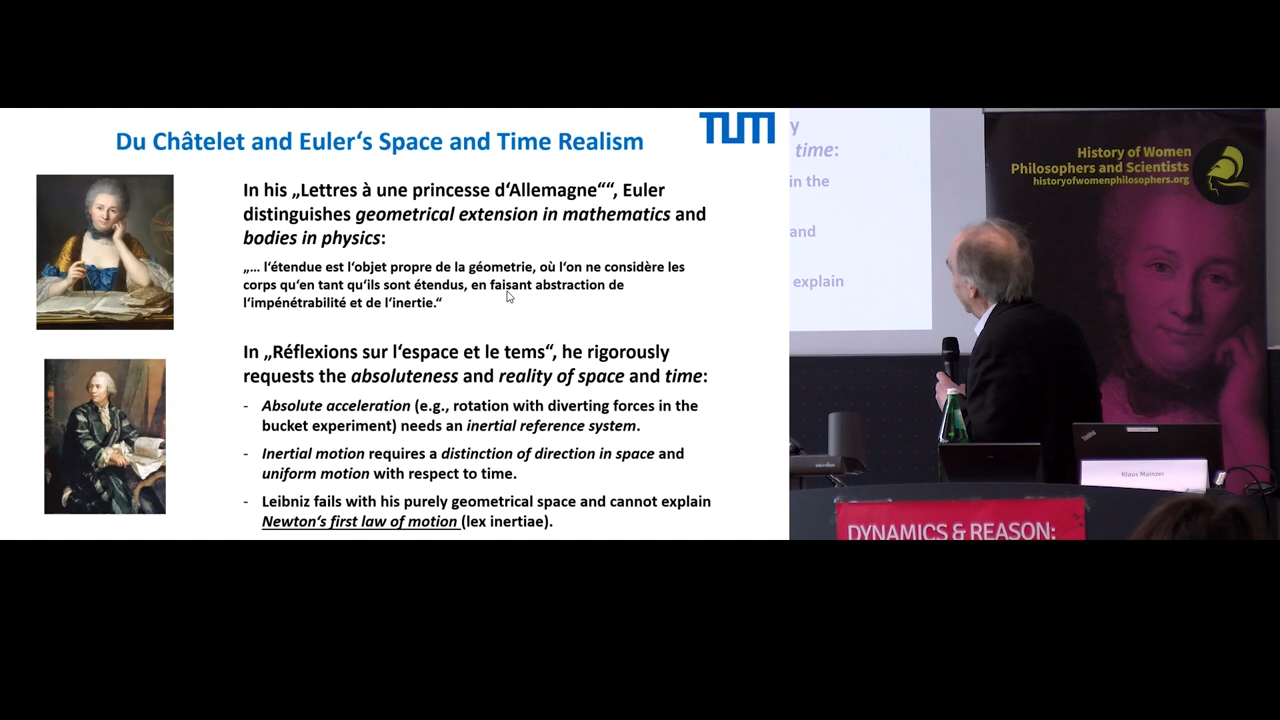 Du Châtelet and Euler‘s Space and Time Realism
TUM
In his „Lettres à une princesse d‘Allemagne““, Euler
distinguishes geometrical extension in mathematics and
bodies in physics:
„… l‘étendue est l‘objet propre de la géometrie, où l‘on ne considère les
corps qu‘en tant qu‘ils sont étendus, en faisant abstraction de
l‘impénétrabilité et de l‘inertie.“
In „Réflexions sur l‘espace et le tems“, he rigorously
requests the absoluteness and reality of space and time:
- Absolute acceleration (e.g., rotation with diverting forces in the
bucket experiment) needs an inertial reference system.
- Inertial motion requires a distinction of direction in space and
uniform motion with respect to time.
- Leibniz fails with his purely geometrical space and cannot explain
Newton‘s first law of motion (lex inertiae).
y
time:
in the
and
explain
History of Women
Philosophers and Scientists
historyofwomenphilosophers.org
Klaus Mainzer
DYNAMICS & REASON: